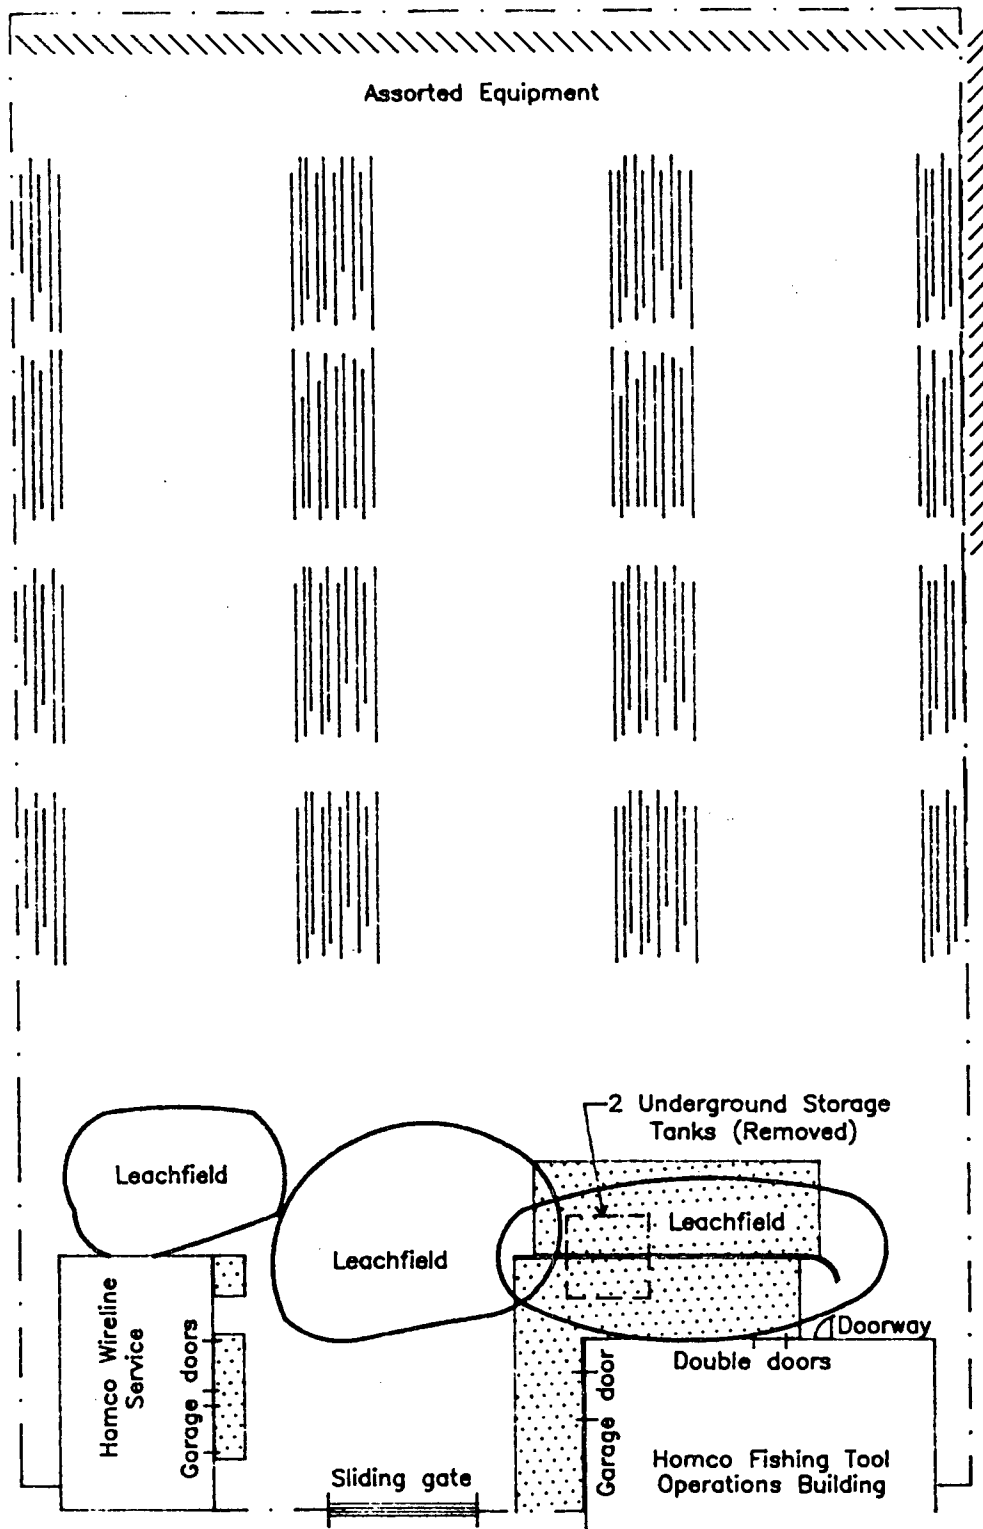 Assorted Equipment
2 Underground Storage
Tanks (Removed)
Leachfield
Leachfield
Leachfield
Doorway
Double doors
Homco Wireline
Service
Garage doors
Garage door
Sliding gate
Homco Fishing Tool
Operations Building